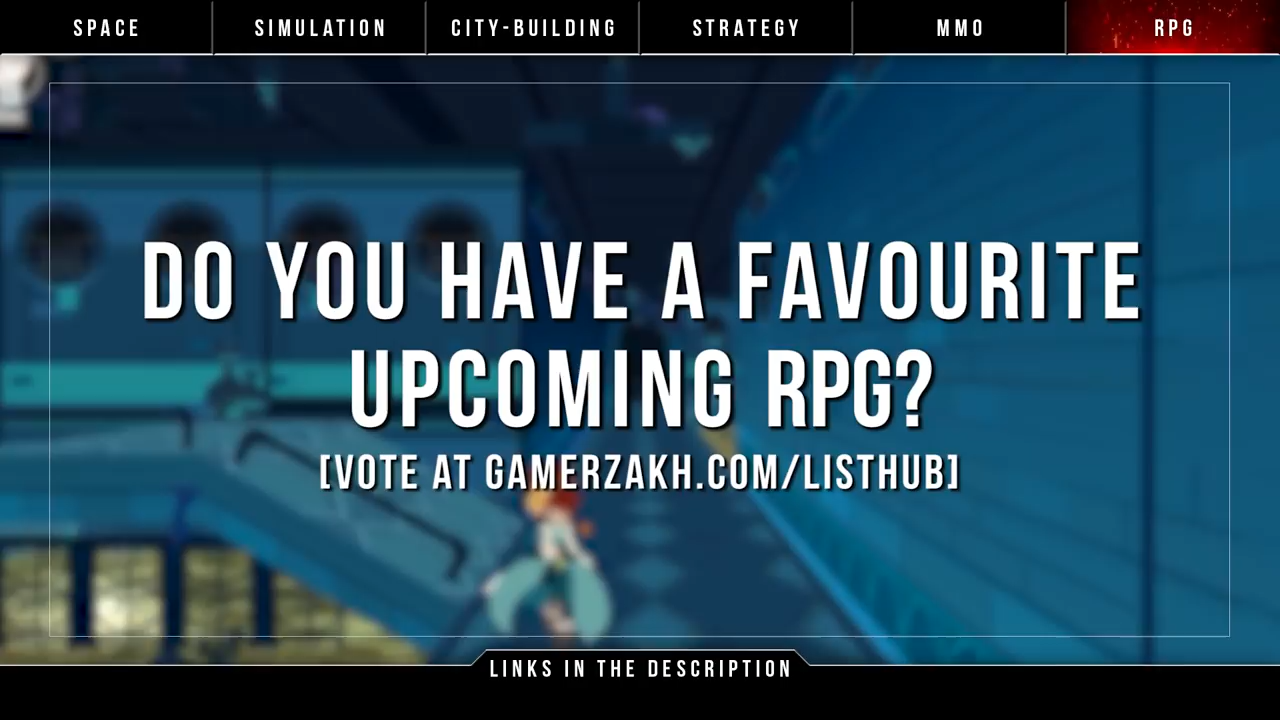 SPACE
SIMULATION
CITY-BUILDING
STRATEGY
MMO
RPG
DO YOU HAVE A FAVOURITE
UPCOMING RPG?
[VOTE AT GAMERZAKH.COM/LISTHUB]
LINKS IN THE DESCRIPTION